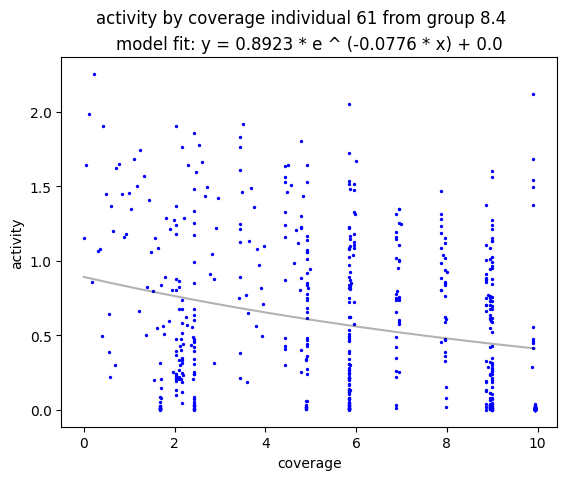 activity by coverage individual 61 from group 8.4
model fit: y = 0.8923 * e ^ (-0.0776 * x) + 0.0
2.0
1.5
1.0
0.5
0.0
activity
0 2 4 6 8 10
coverage